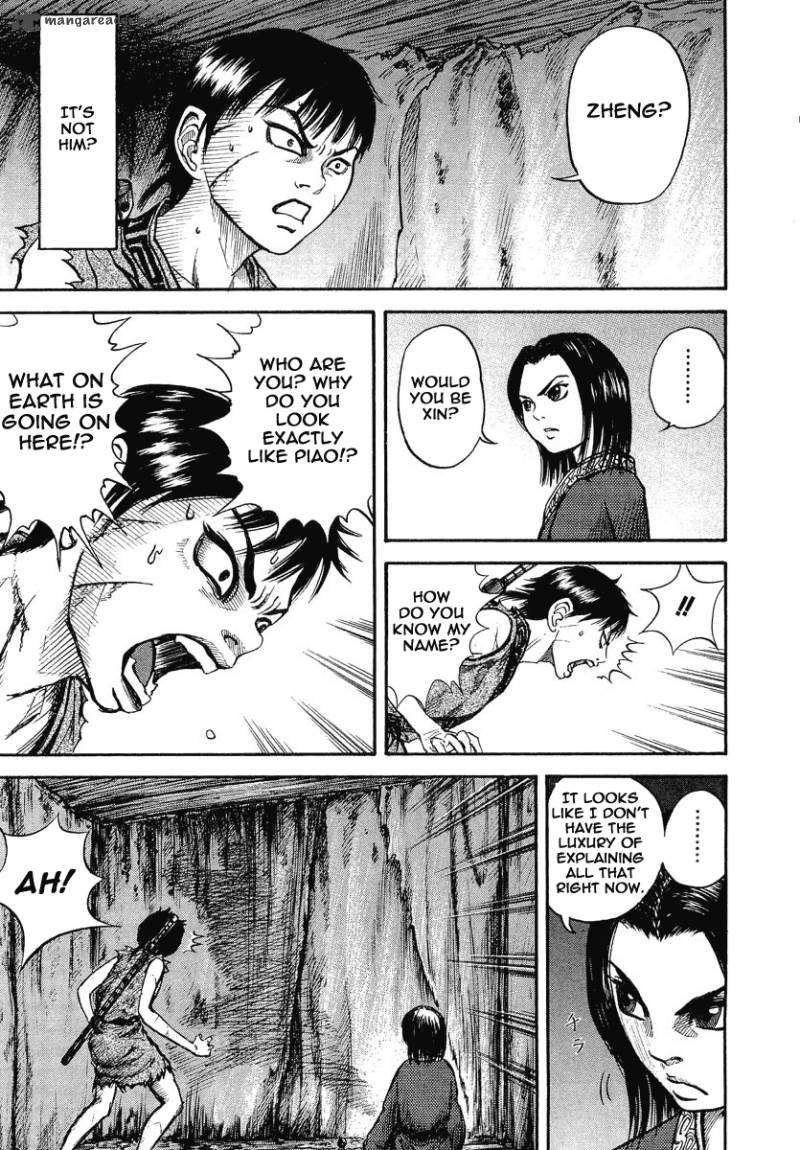 mangarea
ZHENG?
IT'S
NOT
HIM?
.........
WOULD
YOU BE
XIN?
!!
HOW
DO YOU
KNOW MY
NAME?
WHO ARE
YOU? WHY
DO YOU
LOOK
EXACTLY
LIKE PIAO!?
WHAT ON
EARTH IS
GOING ON
HERE!?
.........
IT LOOKS
LIKE I DON'T
HAVE THE
LUXURY OF
EXPLAINING
ALL THAT
RIGHT NOW.
チラ
AH!